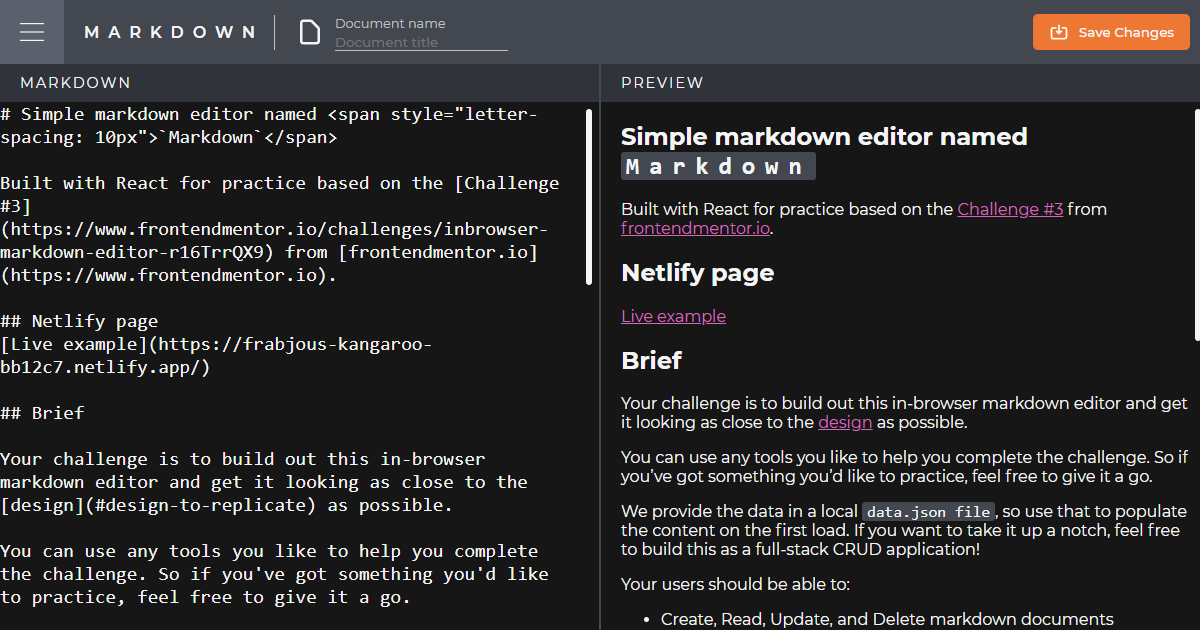 MARKDOWN
Document name
Document title
Save Changes
MARKDOWN
# Simple markdown editor named <span style="letter-
spacing: 10px">`Markdown`</span>
Built with React for practice based on the [Challenge
#3]
(https://www.frontendmentor.io/challenges/inbrowser-
markdown-editor-r16TrrQX9) from [frontendmentor.io]
(https://www.frontendmentor.io).
## Netlify page
[Live example](https://frabjous-kangaroo-
bb12c7.netlify.app/)
## Brief
Your challenge is to build out this in-browser
markdown editor and get it looking as close to the
[design](#design-to-replicate) as possible.
You can use any tools you like to help you complete
the challenge. So if you've got something you'd like
to practice, feel free to give it a go.
PREVIEW
Simple markdown editor named
Markdown
Built with React for practice based on the Challenge #3 from
frontendmentor.io.
Netlify page
Live example
Brief
Your challenge is to build out this in-browser markdown editor and get
it looking as close to the design as possible.
You can use any tools you like to help you complete the challenge. So if
you’ve got something you’d like to practice, feel free to give it a go.
We provide the data in a local data.json file, so use that to populate
the content on the first load. If you want to take it up a notch, feel free
to build this as a full-stack CRUD application!
Your users should be able to:
• Create, Read, Update, and Delete markdown documents